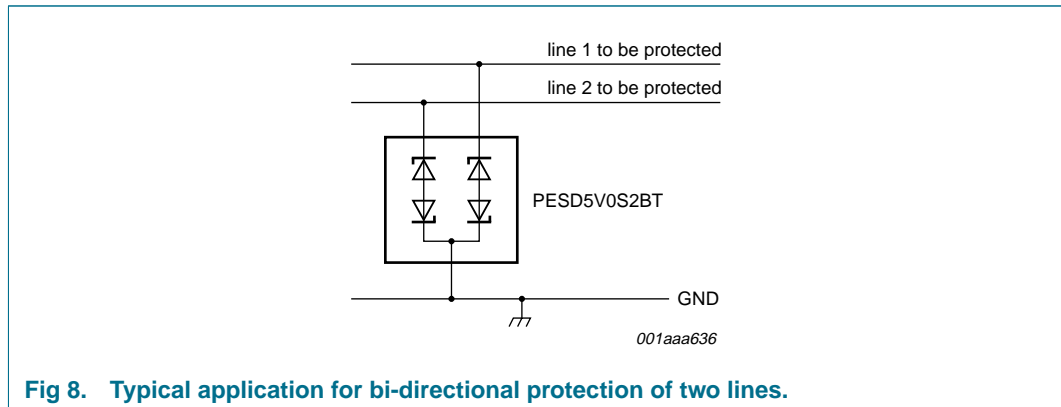 line 1 to be protected
line 2 to be protected
PESD5V0S2BT
GND
001aaa636
Fig 8. Typical application for bi-directional protection of two lines.